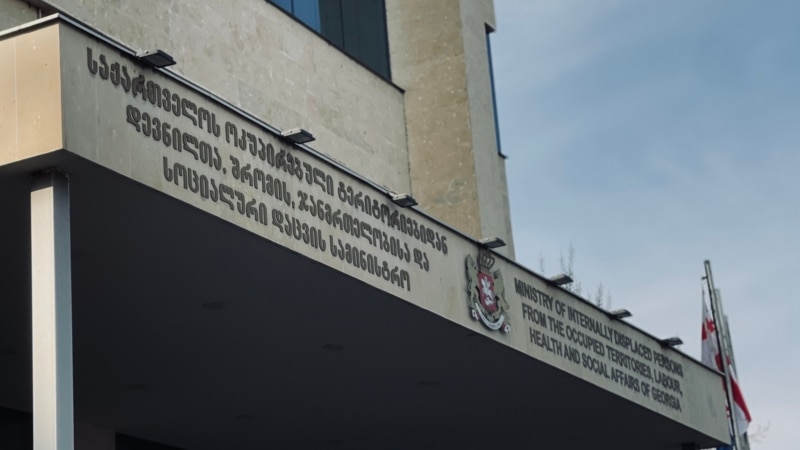 საქართველოს ოკუპირებული ტერიტორიებიდან
დევნილთა, შრომის, ჯანმრთელობისა და
სოციალური დაცვის სამინისტრო
MINISTRY OF INTERNALLY DISPLACED PERSONS
FROM THE OCCUPIED TERRITORIES, LABOUR,
HEALTH AND SOCIAL AFFAIRS OF GEORGIA